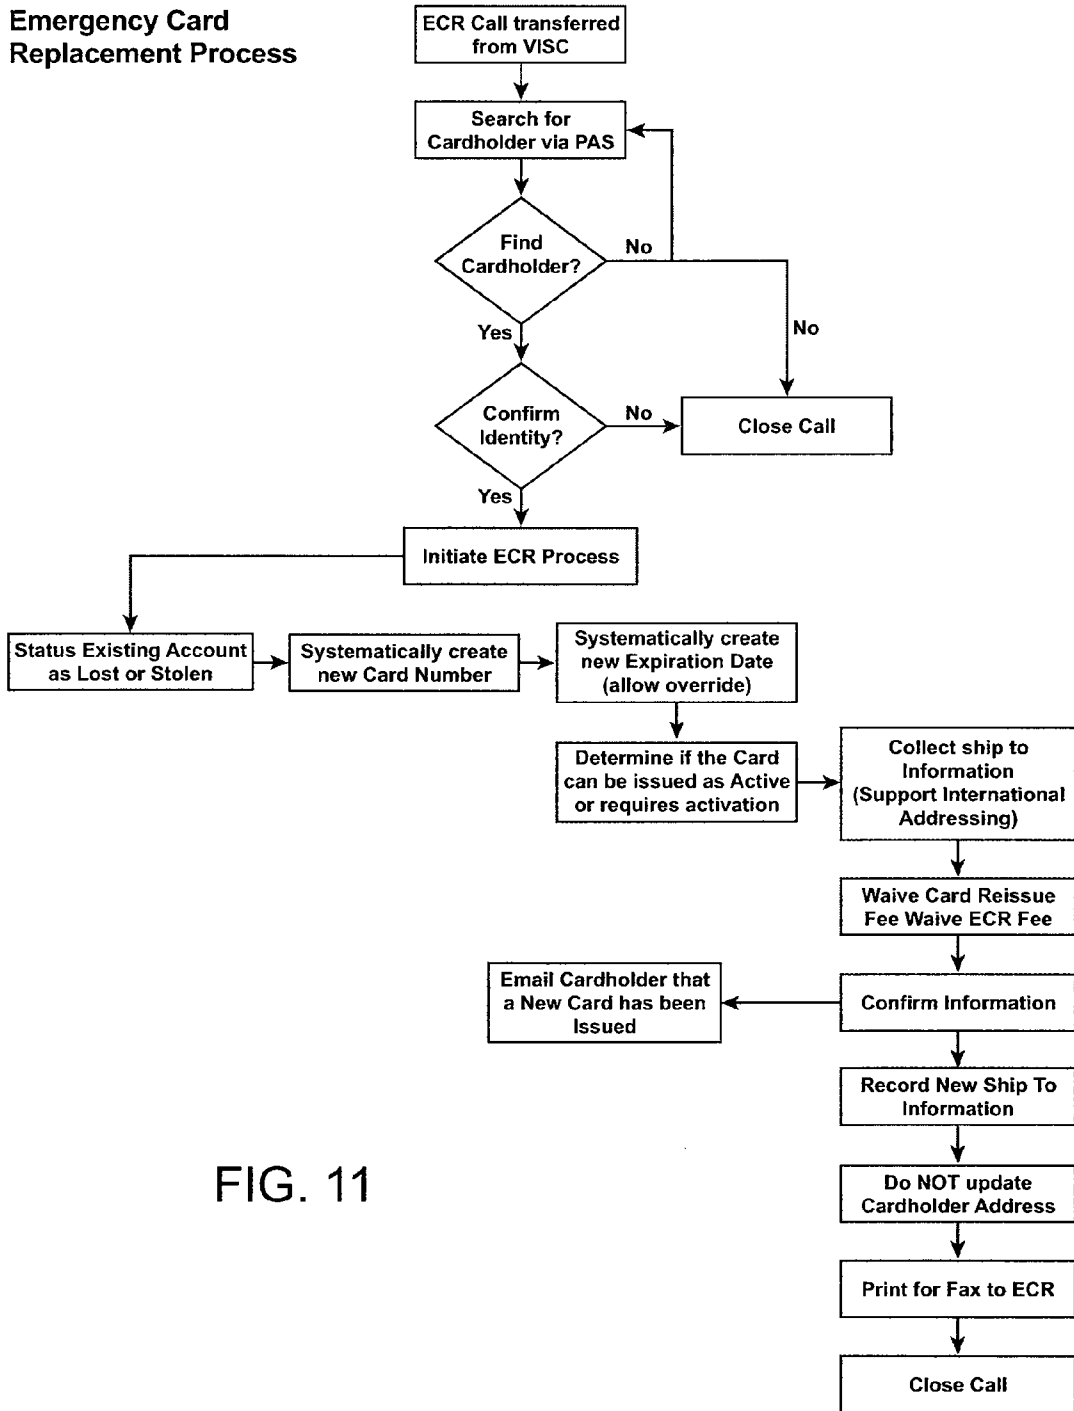 Emergency Card
Replacement Process
ECR Call transferred
from VISC
Search for
Cardholder via PAS
Find
Cardholder?
No
No
Yes
Confirm
Identity?
No
Close Call
Yes
Initiate ECR Process
Status Existing Account
as Lost or Stolen
Systematically create
new Card Number
Systematically create
new Expiration Date
(allow override)
Determine if the Card
can be issued as Active
or requires activation
Collect ship to
Information
(Support International
Addressing)
Waive Card Reissue
Fee Waive ECR Fee
Confirm Information
Email Cardholder that
a New Card has been
Issued
Record New Ship To
Information
Do NOT update
Cardholder Address
Print for Fax to ECR
Close Call
FIG. 11